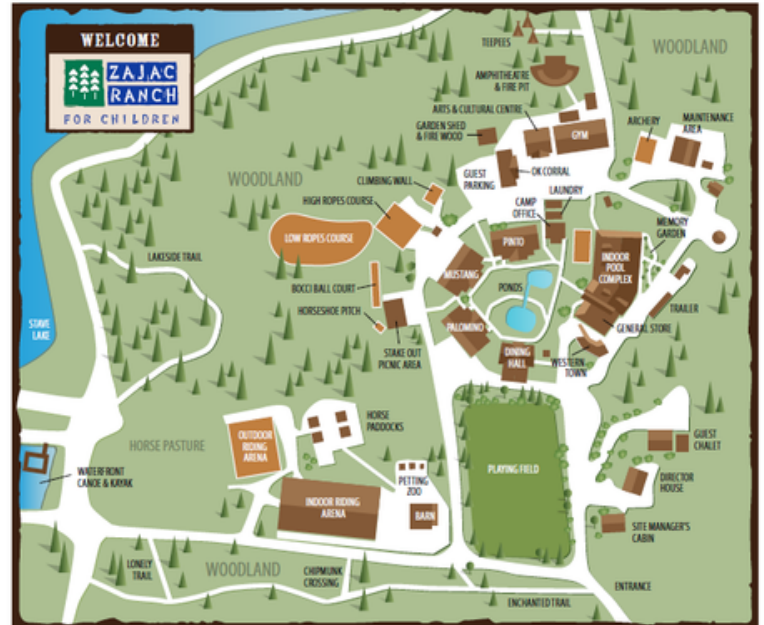 WELCOME
ZAJAC
RANCH
FOR CHILDREN
TEEPEES
WOODLAND
AMPHITHEATRE
& FIRE PIT
ARTS & CULTURAL CENTRE
GARDEN SHED
& FIRE WOOD
GYM
ARCHERY
MAINTENANCE
AREA
OK CORRAL
GUEST
PARKING
WOODLAND
CLIMBING WALL
HIGH ROPES COURSE
LAUNDRY
CAMP
OFFICE
MEMORY
GARDEN
LOW ROPES COURSE
PINTO
INDOOR
POOL
COMPLEX
LAKESIDE TRAIL
MUSTANG
BOCCI BALL COURT
PONDS
HORSESHOE PITCH
TRAILER
STAVE
LAKE
PALOMINO
GENERAL STORE
STAKE OUT
PICNIC AREA
DINING
HALL
WESTERN
TOWN
HORSE
PADDOCKS
HORSE PASTURE
OUTDOOR
RIDING
ARENA
GUEST
CHALET
WATERFRONT
CANOE & KAYAK
PLAYING FIELD
PETTING
ZOO
DIRECTOR
HOUSE
INDOOR RIDING
ARENA
BARN
SITE MANAGER'S
CABIN
LONELY
TRAIL
WOODLAND
CHIPMUNK
CROSSING
ENTRANCE
ENCHANTED TRAIL